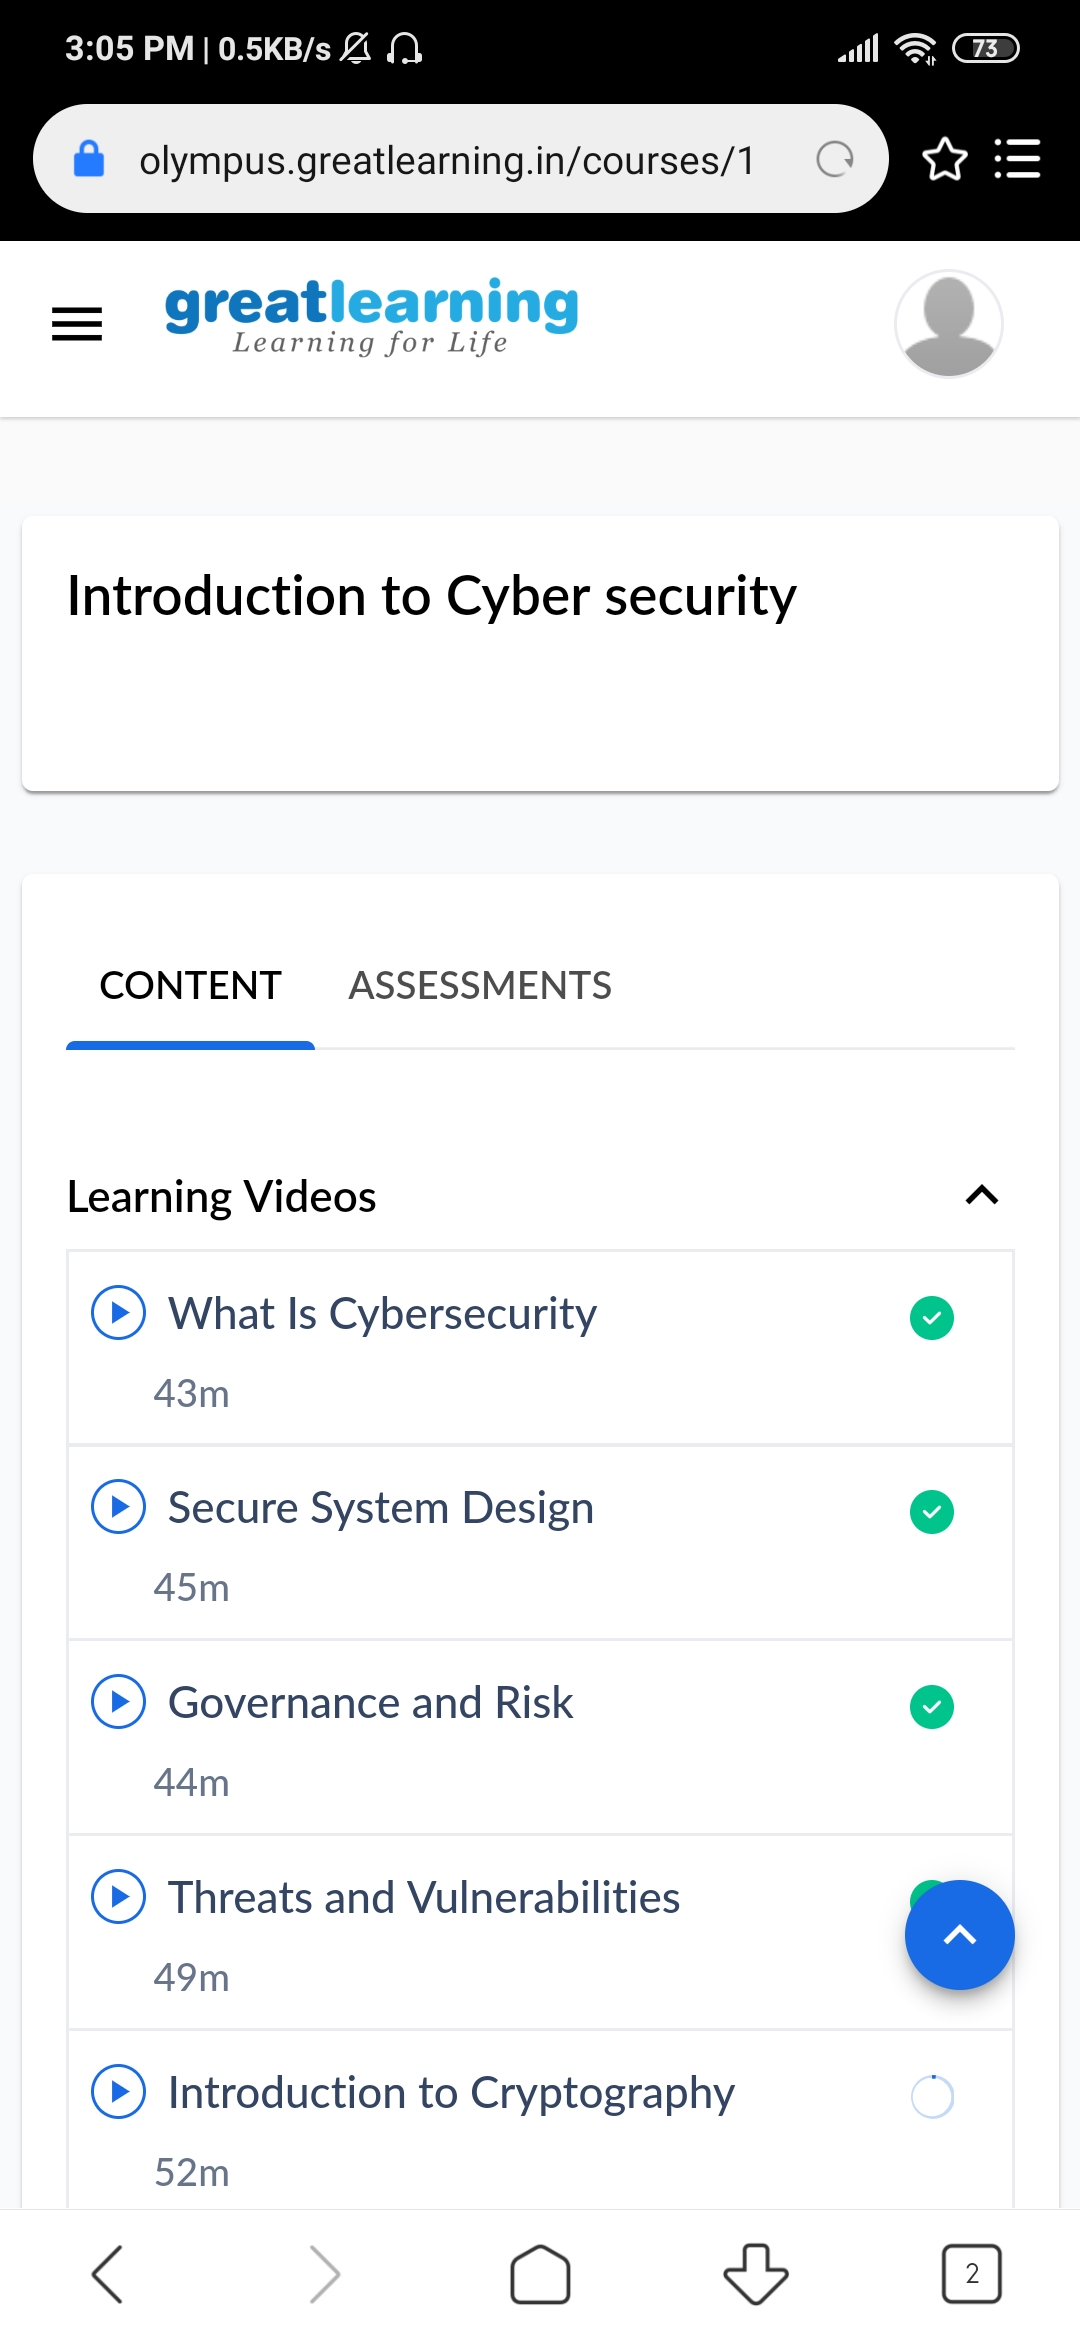 3:05 PM | 0.5KB/s 73
olympus.greatlearning.in/courses/1
greatlearning
Learning for Life
Introduction to Cyber security
CONTENT ASSESSMENTS
Learning Videos
What Is Cybersecurity
43m
Secure System Design
45m
Governance and Risk
44m
Threats and Vulnerabilities
49m
Introduction to Cryptography
52m
2